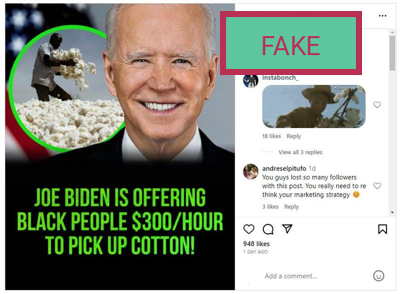 FAKE
instabonch_
18 likes Reply
View all 3 replies
andreselpitufo 1d
You guys lost so many followers
with this post. You really need to re
think your marketing strategy
3 likes Reply
JOE BIDEN IS OFFERING
BLACK PEOPLE $300/HOUR
TO PICK UP COTTON!
948 likes
1 DAY AGO
Add a comment...